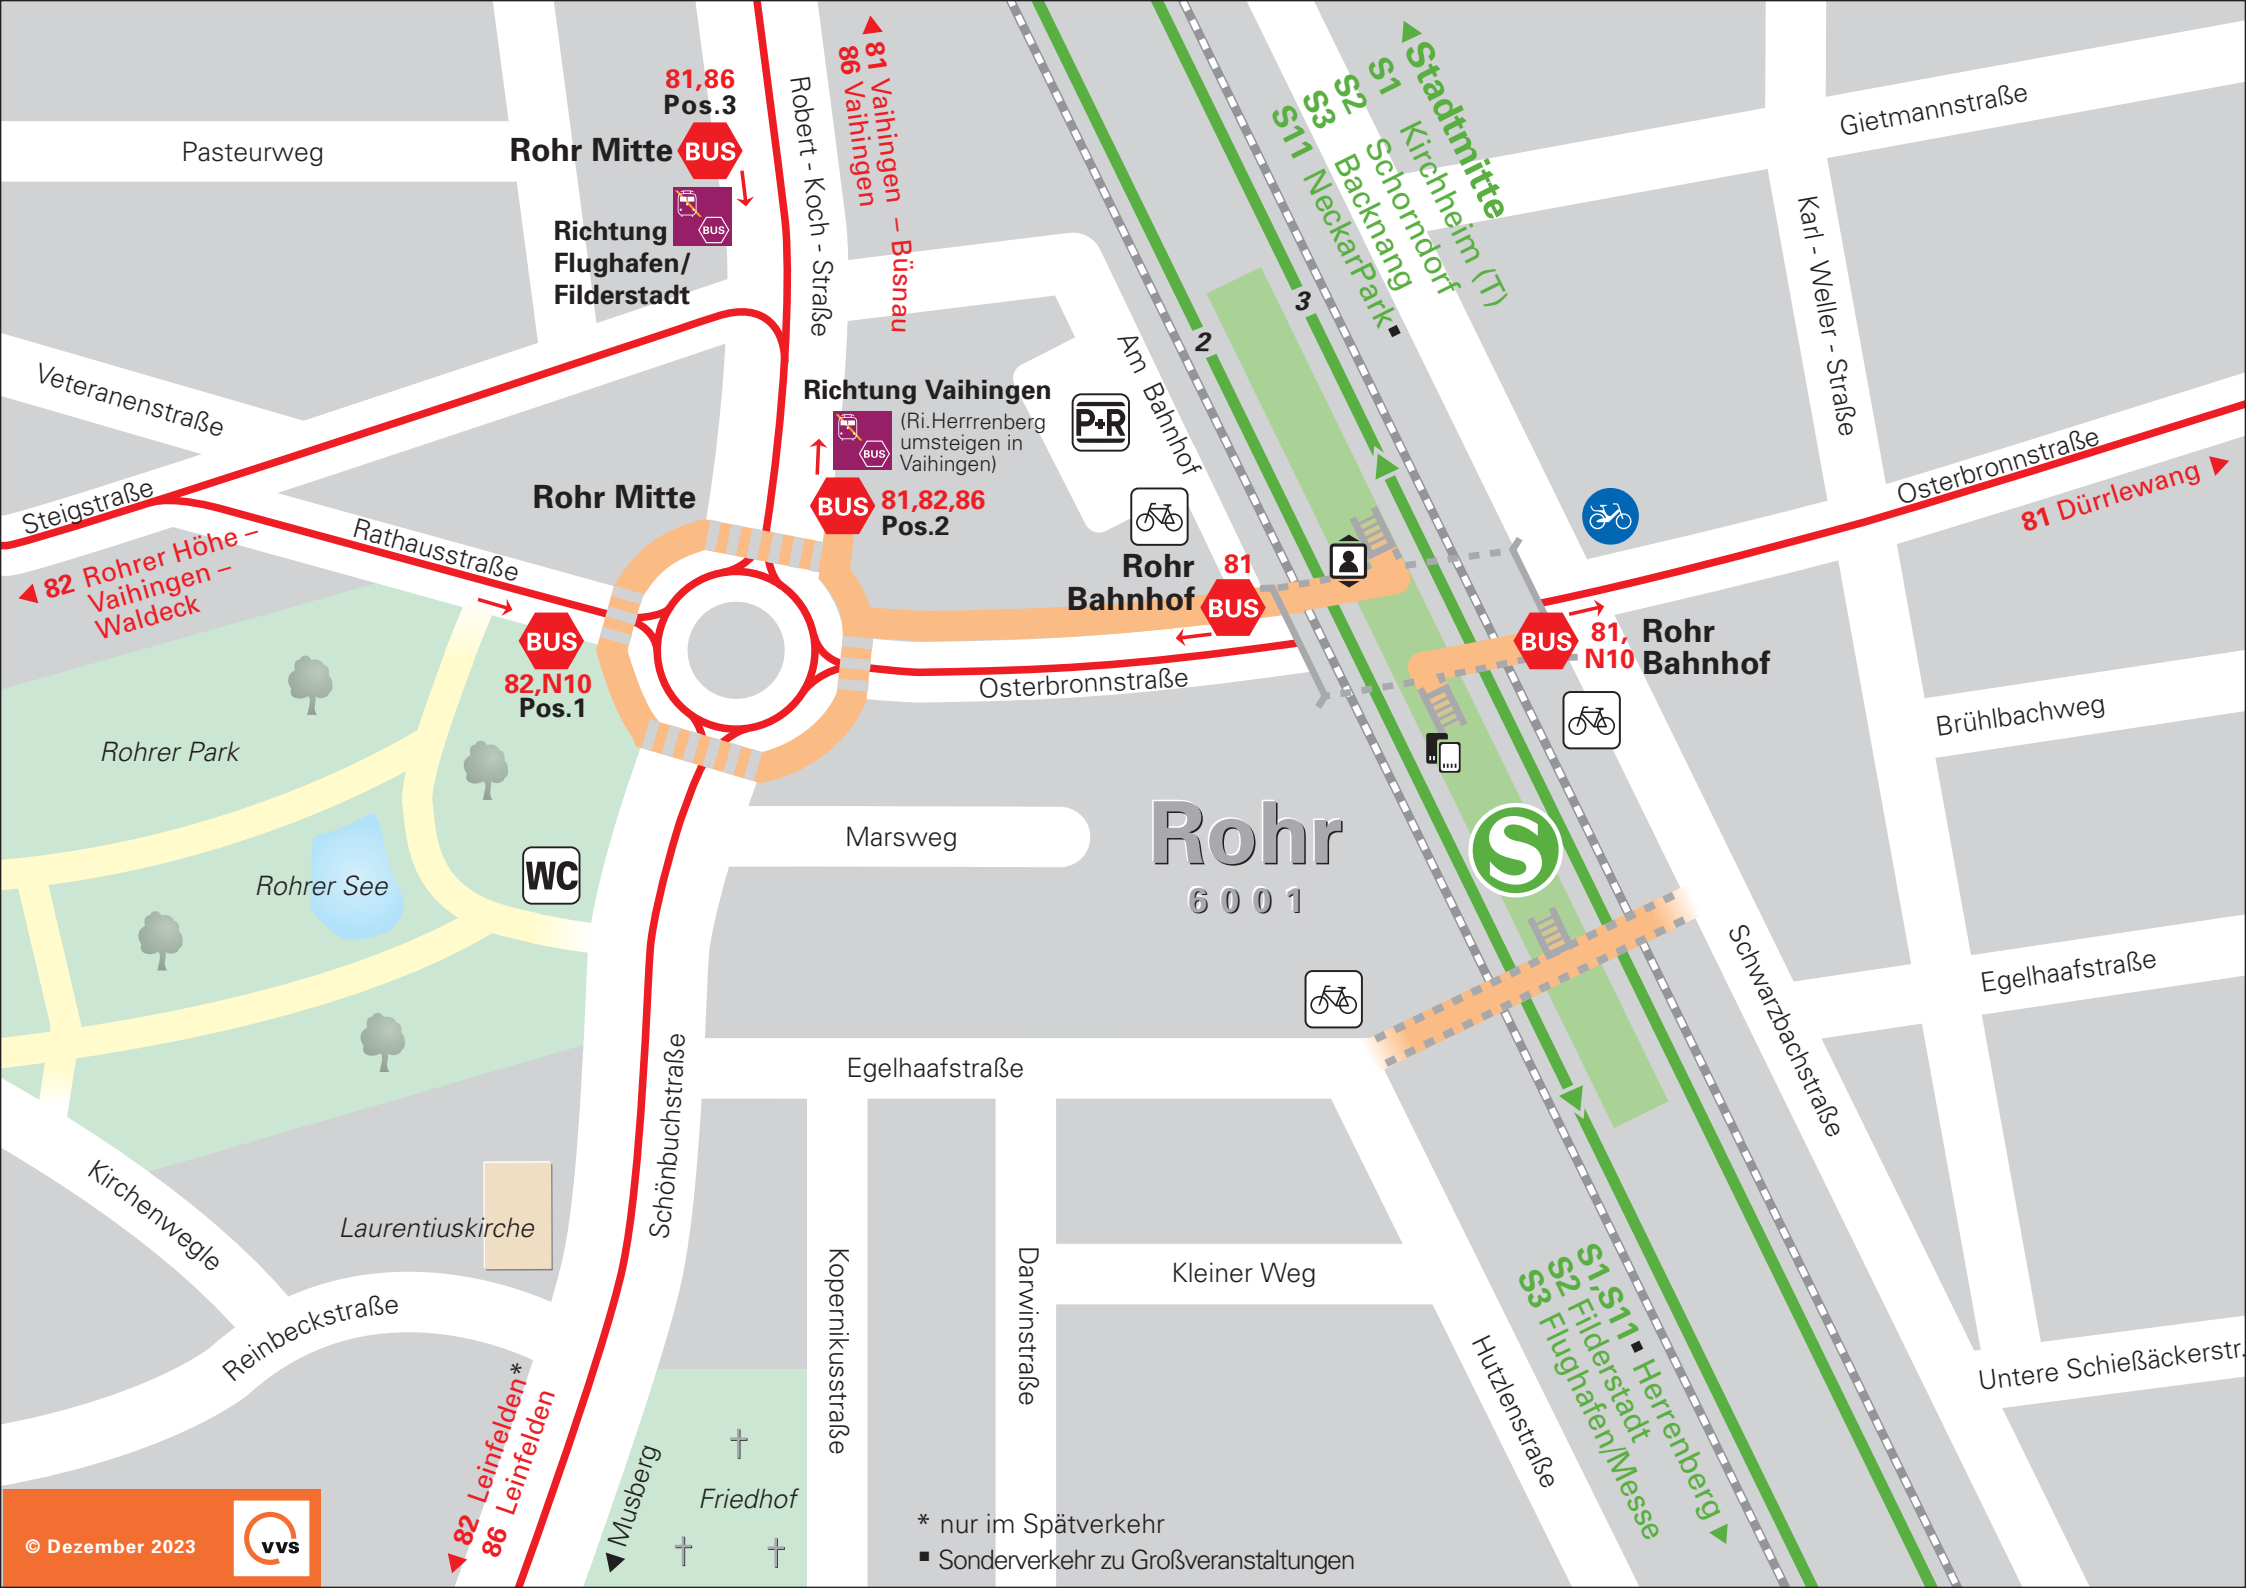 81,86
Pos.3
Rohr Mitte
BUS
BUS
Richtung
Flughafen/
Filderstadt
Pasteurweg
Robert - Koch - Straße
81 Vaihingen – Büsnau
86 Vaihingen
Stadtmitte
S1 Kirchheim (T)
S2 Schorndorf
S3 Backnang
S11 NeckarPark▪
Gietmannstraße
Karl - Weller - Straße
Veteranenstraße
Steigstraße
Rathausstraße
82 Rohrer Höhe –
Vaihingen –
Waldeck
Rohr Mitte
Richtung Vaihingen
(Ri.Herrrenberg
umsteigen in
Vaihingen)
BUS
BUS
81,82,86
Pos.2
P+R
Am Bahnhof
2
3
Rohr
Bahnhof
81
BUS
Osterbronnstraße
81 Dürrlewang
BUS
81,
N10
Rohr
Bahnhof
BUS
82,N10
Pos.1
Osterbronnstraße
Brühlbachweg
Rohrer Park
Rohrer See
WC
Marsweg
Rohr
6001
S
Egelhaafstraße
Schwarzbachstraße
Egelhaafstraße
Schönbuchstraße
Kirchenwegle
Laurentiuskirche
Reinbeckstraße
Kopernikusstraße
Darwinstraße
Kleiner Weg
Hutzlenstraße
S1,S11▪ Herrenberg
S2 Filderstadt
S3 Flughafen/Messe
Untere Schießäckerstr.
82 Leinfelden*
86 Leinfelden
Musberg
Friedhof
* nur im Spätverkehr
▪ Sonderverkehr zu Großveranstaltungen
© Dezember 2023
vvs